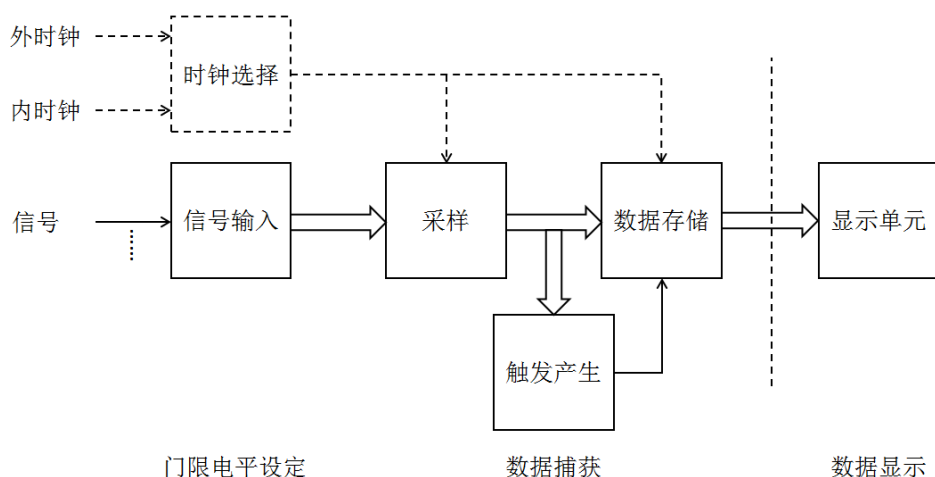 外时钟
时钟选择
内时钟
信号
信号输入
采样
数据存储
显示单元
触发产生
门限电平设定
数据捕获
数据显示